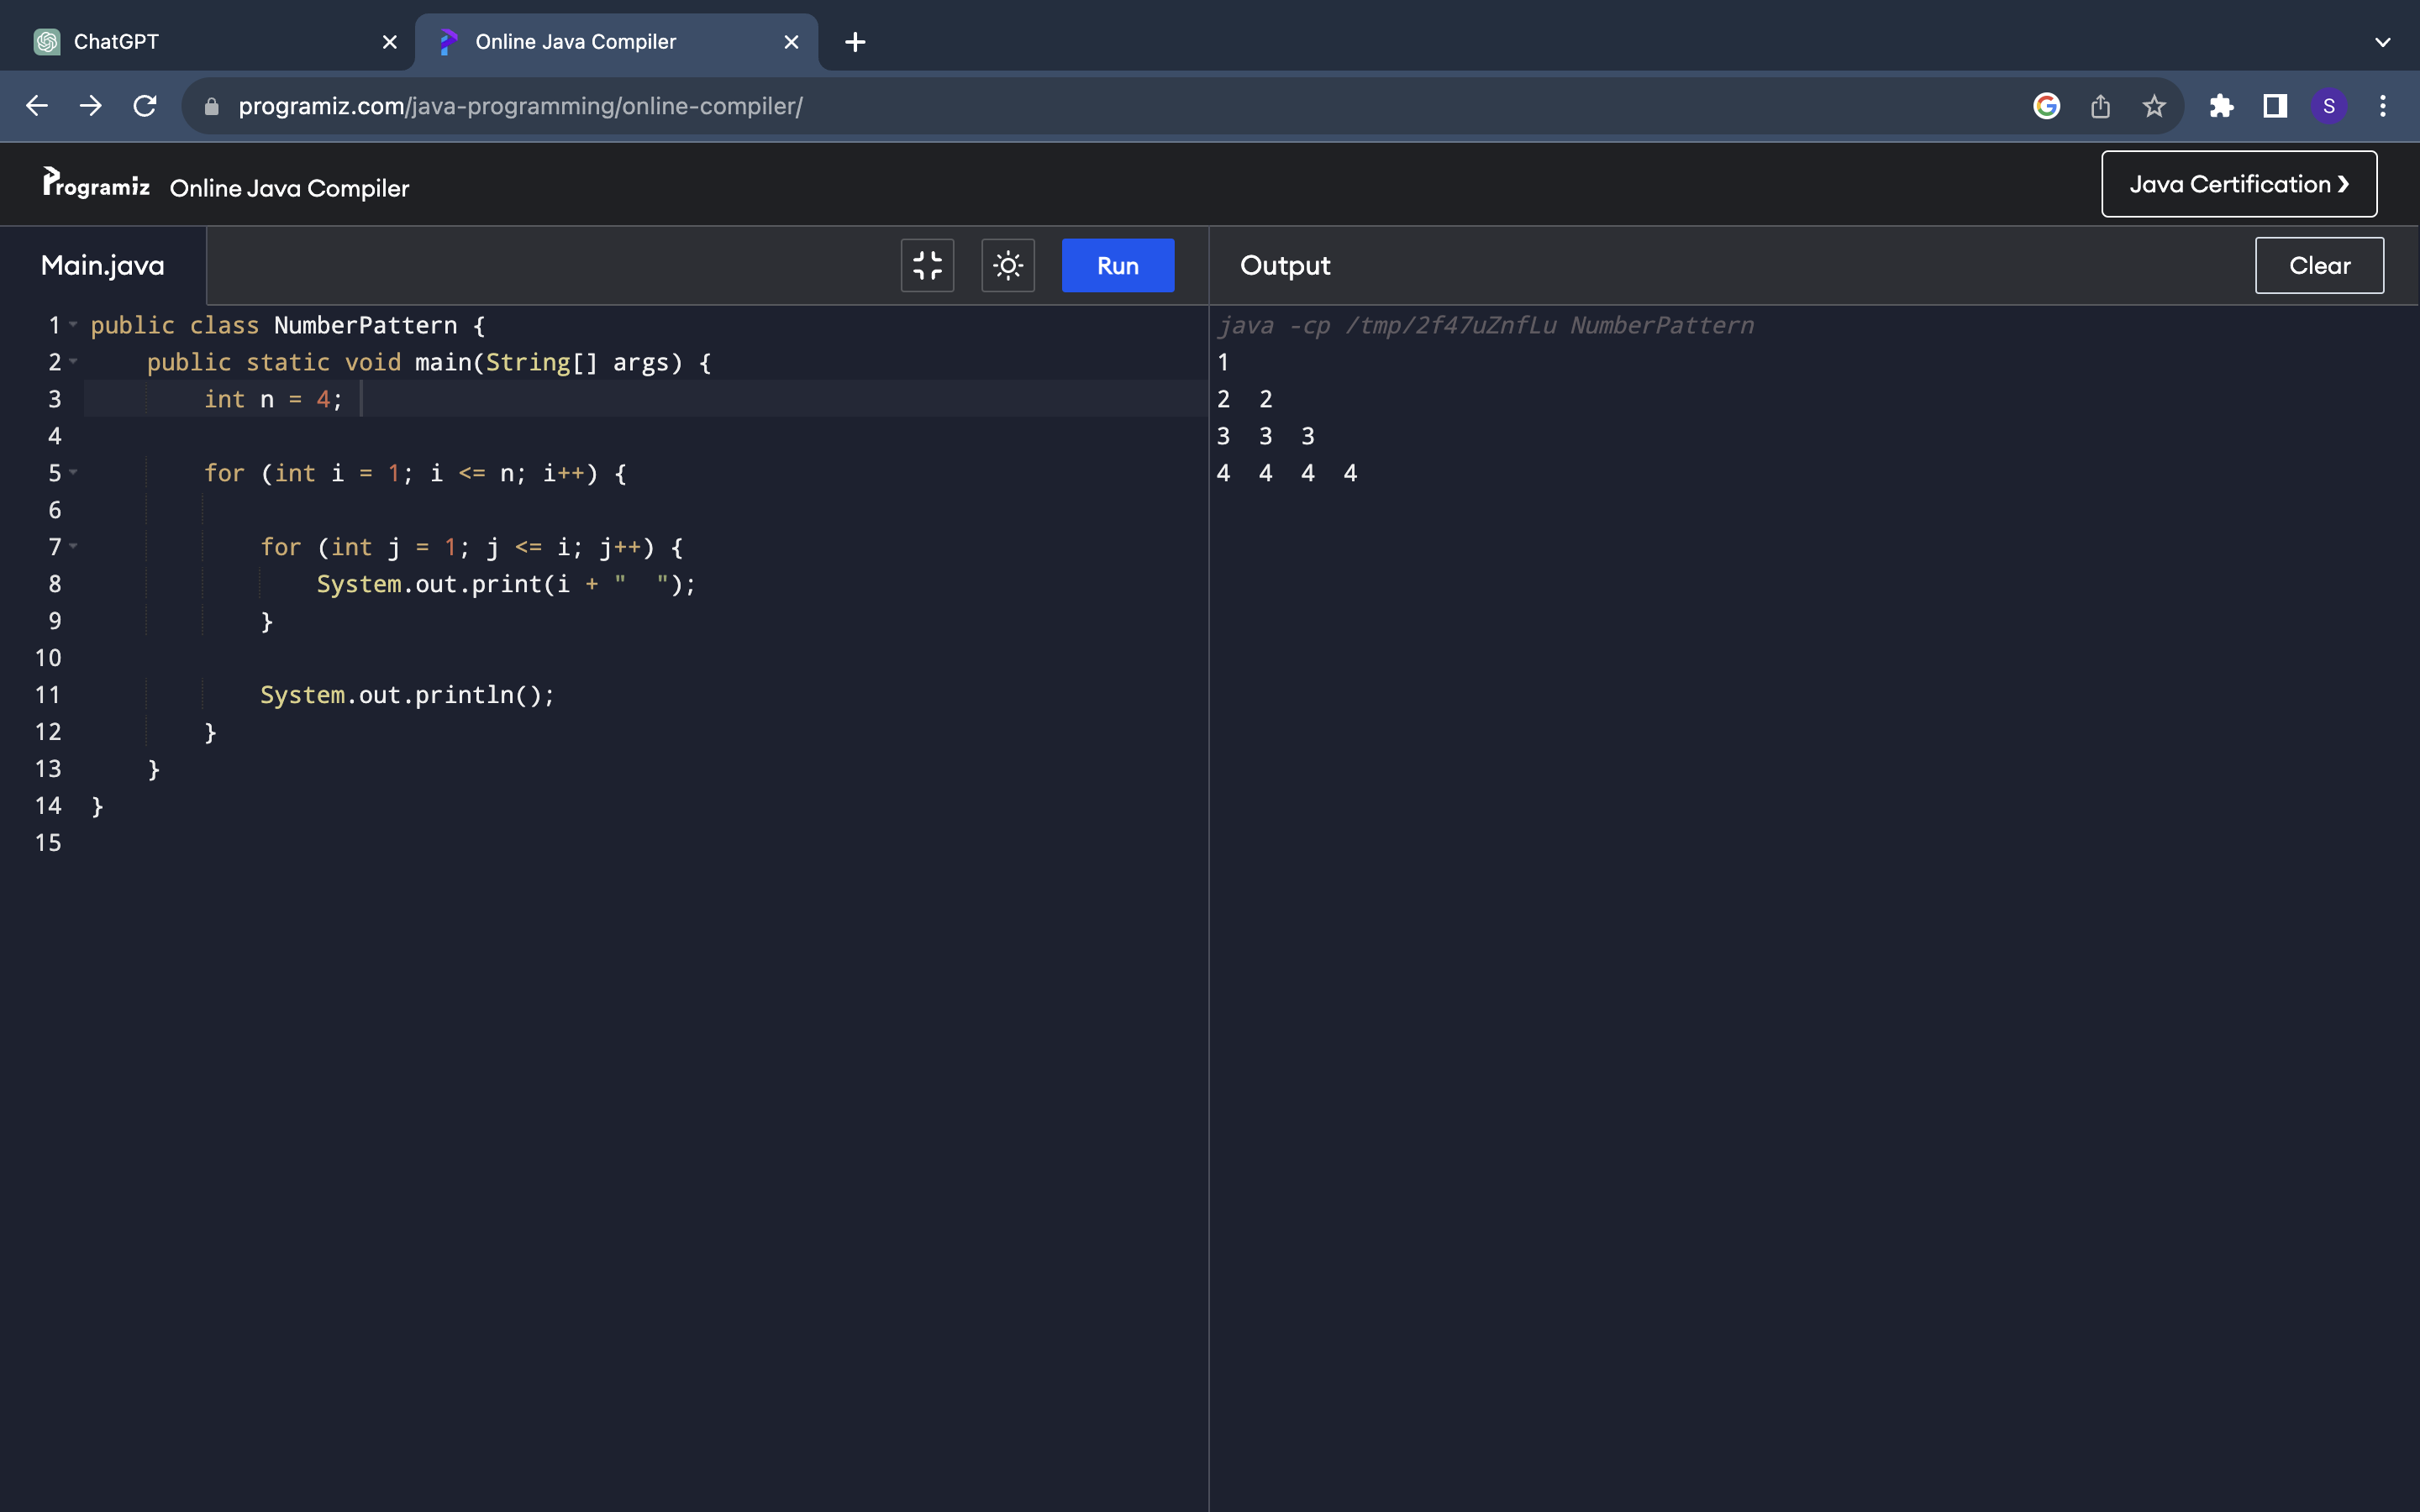 ChatGPT
Online Java Compiler
programiz.com/java-programming/online-compiler/
S
Programiz Online Java Compiler
Java Certification ❯
Main.java
Run
Output
Clear
1 public class NumberPattern {
2     public static void main(String[] args) {
3         int n = 4;
4
5         for (int i = 1; i <= n; i++) {
6
7             for (int j = 1; j <= i; j++) {
8                 System.out.print(i + "  ");
9             }
10
11             System.out.println();
12         }
13     }
14 }
15
java -cp /tmp/2f47uZnfLu NumberPattern
1
2  2
3  3  3
4  4  4  4